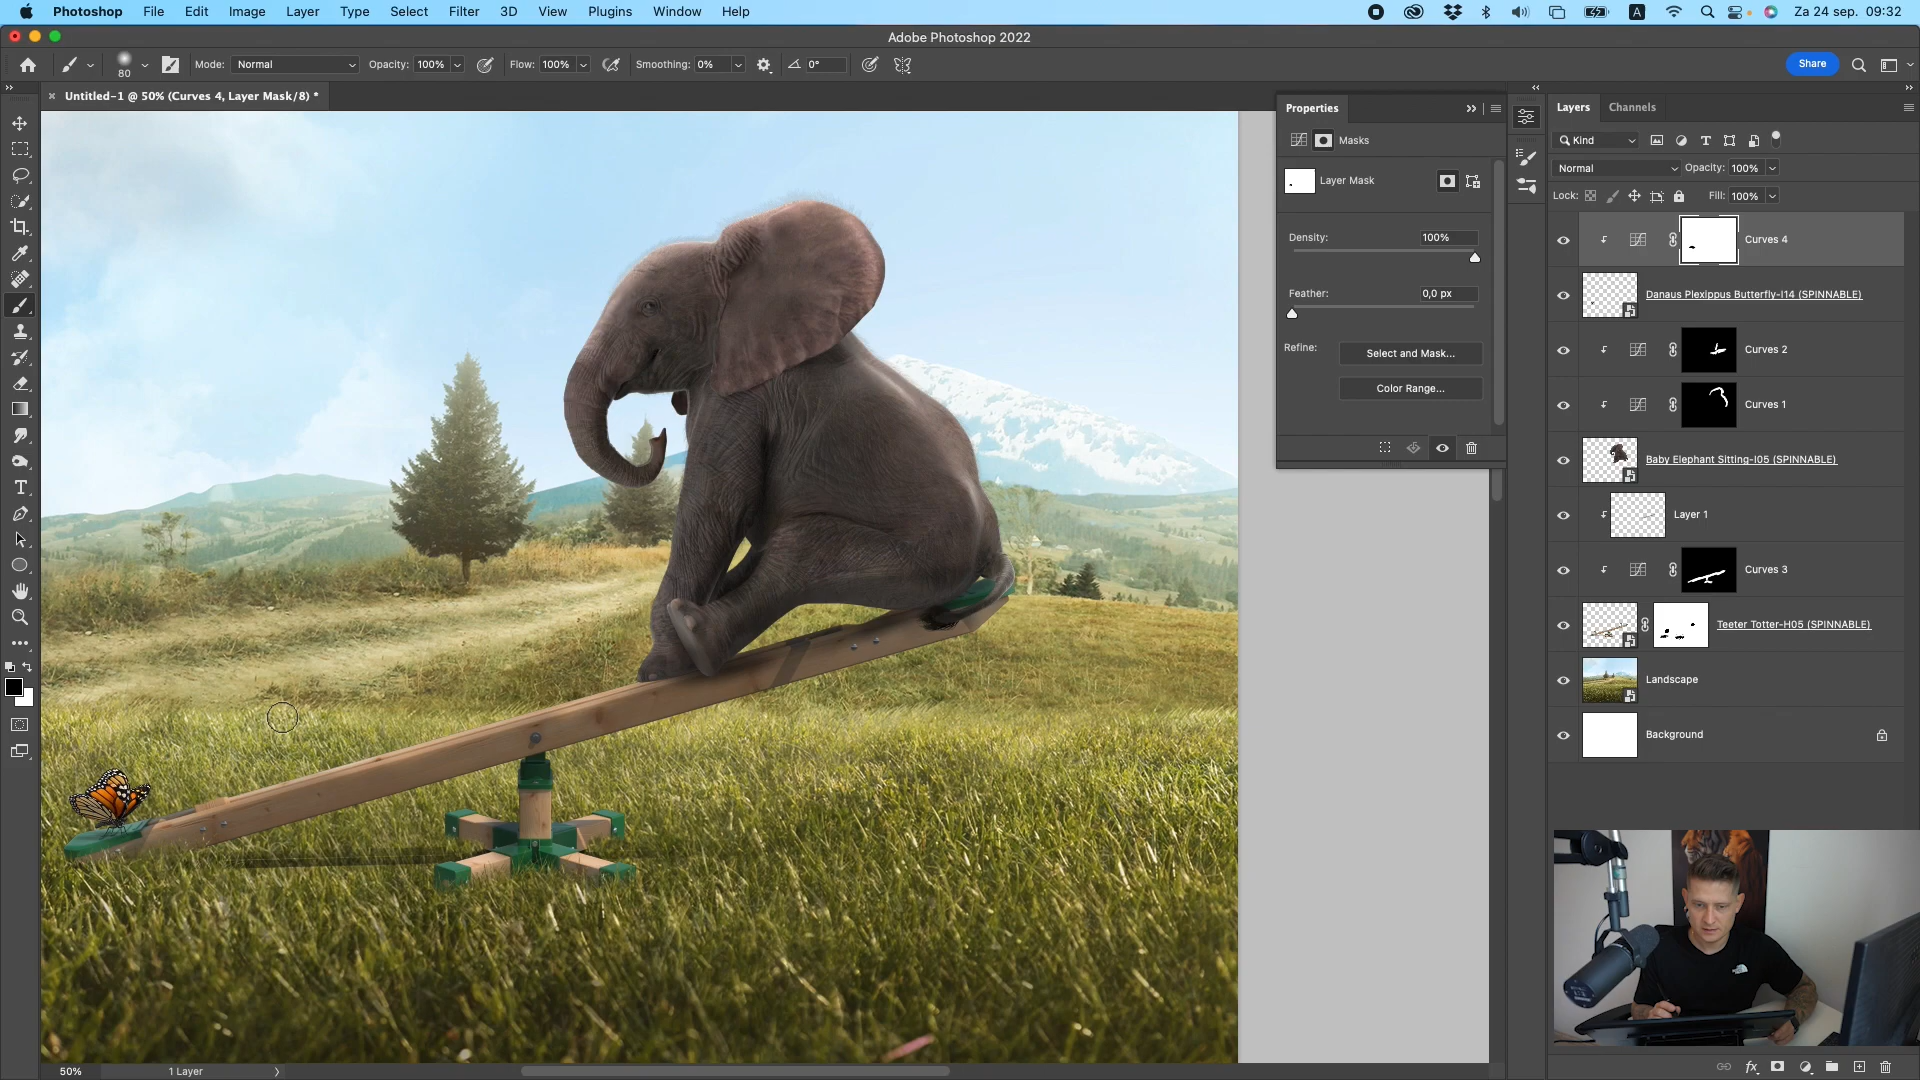 Photoshop File Edit Image Layer Type Select Filter 3D View Plugins Window Help A Za 24 sep. 09:32
Adobe Photoshop 2022
80 Mode: Normal Opacity: 100% Flow: 100% Smoothing: 0% 0° Share
Untitled-1 @ 50% (Curves 4, Layer Mask/8) *
Properties
Masks
Layer Mask
Density: 100%
Feather: 0,0 px
Refine: Select and Mask...
Color Range...
Layers Channels
Kind
Normal Opacity: 100%
Lock: Fill: 100%
Curves 4
Danaus Plexippus Butterfly-I14 (SPINNABLE)
Curves 2
Curves 1
Baby Elephant Sitting-I05 (SPINNABLE)
Layer 1
Curves 3
Teeter Totter-H05 (SPINNABLE)
Landscape
Background
50% 1 Layer
fx